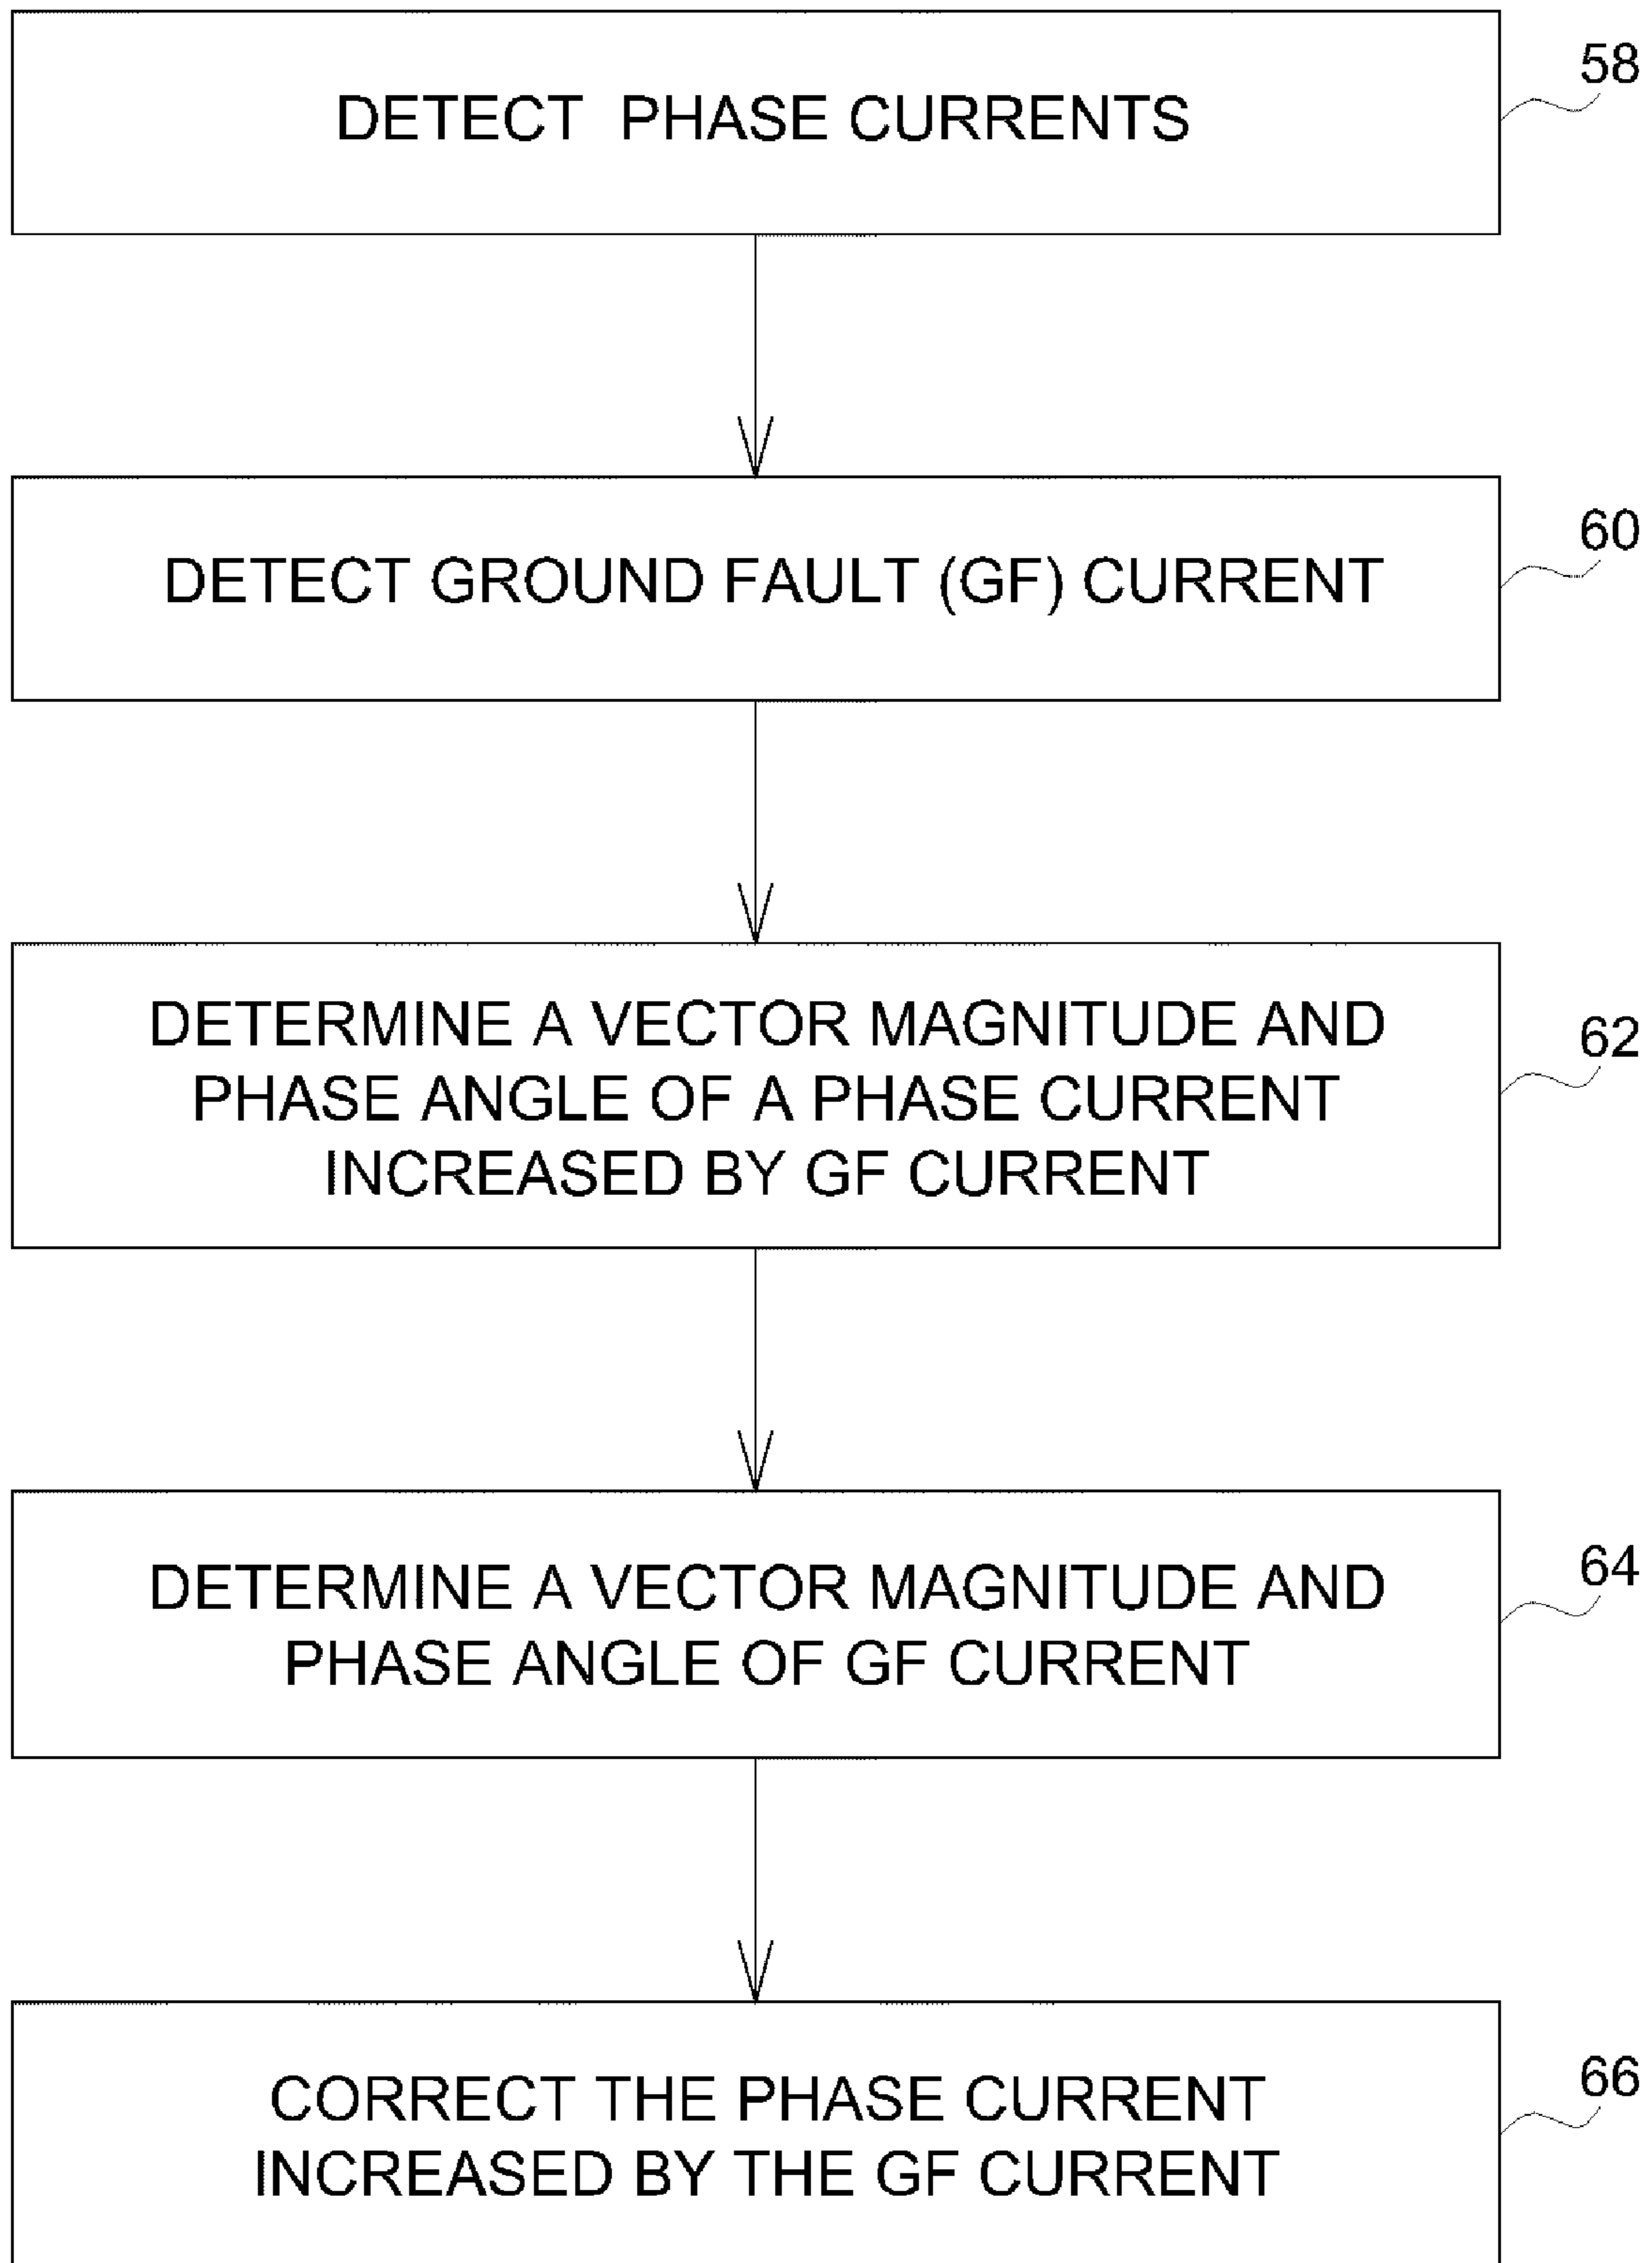 DETECT PHASE CURRENTS
58
DETECT GROUND FAULT (GF) CURRENT
60
DETERMINE A VECTOR MAGNITUDE AND
PHASE ANGLE OF A PHASE CURRENT
INCREASED BY GF CURRENT
62
DETERMINE A VECTOR MAGNITUDE AND
PHASE ANGLE OF GF CURRENT
64
CORRECT THE PHASE CURRENT
INCREASED BY THE GF CURRENT
66